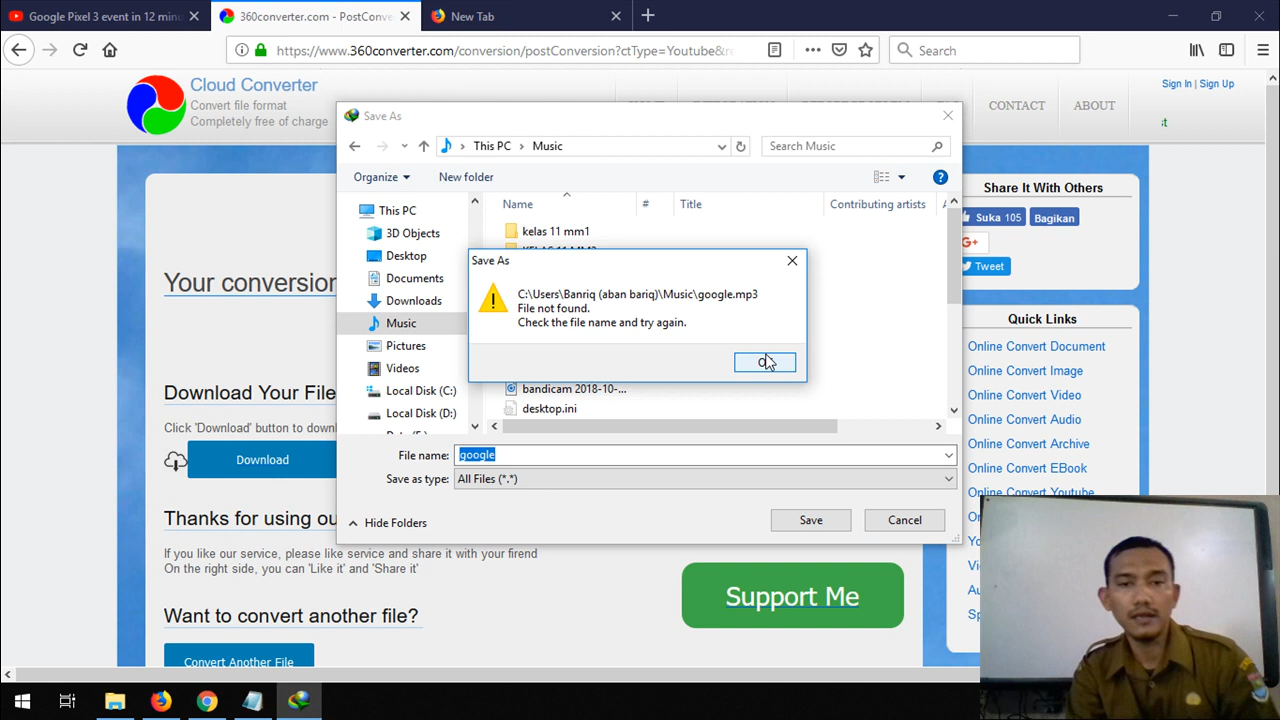 Google Pixel 3 event in 12 minu
360converter.com - PostConve
New Tab
https://www.360converter.com/conversion/postConversion?ctType=Youtube&r
Search
Cloud Converter
Convert file format
Completely free of charge
CONTACT
ABOUT
Sign In | Sign Up
Save As
This PC
Music
Search Music
Organize
New folder
Name
#
Title
Contributing artists
This PC
3D Objects
Desktop
Documents
Downloads
Music
Pictures
Videos
Local Disk (C:)
Local Disk (D:)
kelas 11 mm1
Save As
C:\Users\Banriq (aban bariq)\Music\google.mp3
File not found.
Check the file name and try again.
bandicam 2018-10-...
desktop.ini
File name:
google
Save as type:
All Files (*.*)
Hide Folders
Save
Cancel
Your conversion
Download Your File
Click 'Download' button to down
Download
Thanks for using ou
If you like our service, please like service and share it with your firend
On the right side, you can 'Like it' and 'Share it'
Want to convert another file?
Convert Another File
Support Me
Share It With Others
Suka 105
Bagikan
G+
Tweet
Quick Links
Online Convert Document
Online Convert Image
Online Convert Video
Online Convert Audio
Online Convert Archive
Online Convert EBook
Online Convert Youtube